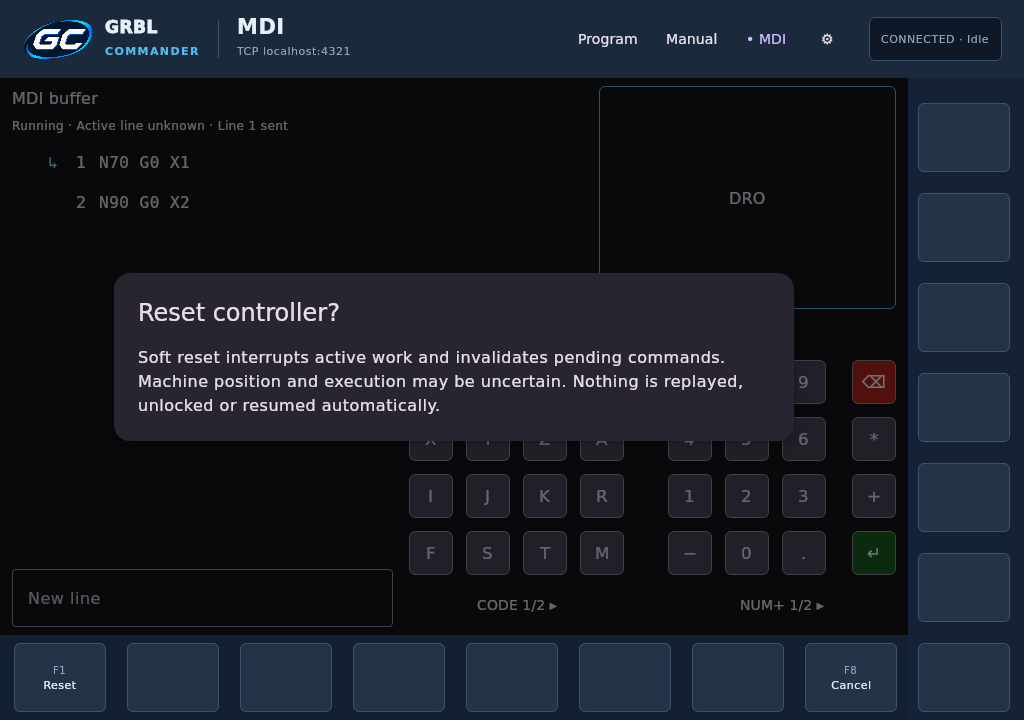 GC
GRBL
COMMANDER
MDI
TCP localhost:4321
Program
Manual
• MDI
⚙
CONNECTED · Idle
MDI buffer
Running · Active line unknown · Line 1 sent
↳ 1 N70 G0 X1
2 N90 G0 X2
DRO
Reset controller?
Soft reset interrupts active work and invalidates pending commands.
Machine position and execution may be uncertain. Nothing is replayed,
unlocked or resumed automatically.
9 ⌫
6 *
I J K R 1 2 3 +
F S T M − 0 . ↵
New line
CODE 1/2 ▸
NUM+ 1/2 ▸
F1
Reset
F8
Cancel